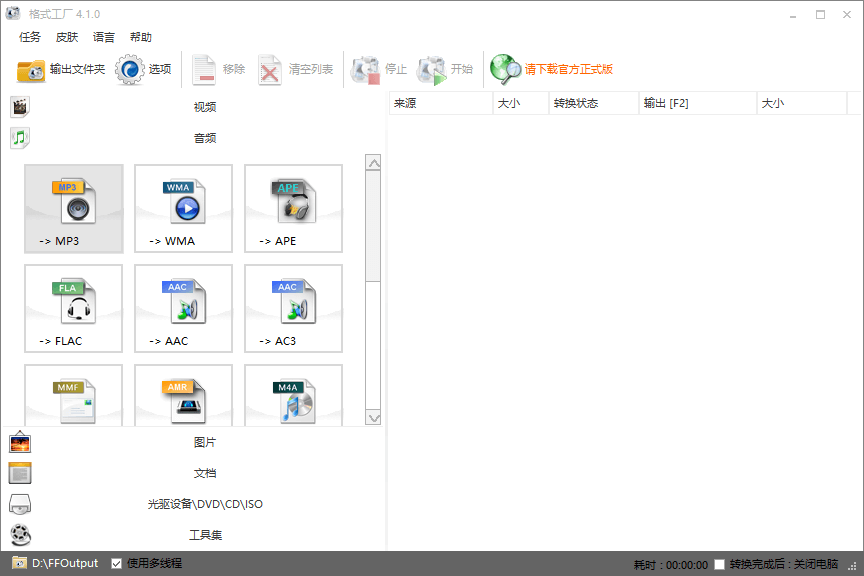 格式工厂 4.1.0
任务 皮肤 语言 帮助
输出文件夹 选项 移除 清空列表 停止 开始 请下载官方正式版
视频
音频
来源 大小 转换状态 输出 [F2] 大小
MP3 WMA APE
-> MP3 -> WMA -> APE
FLA AAC AAC
-> FLAC -> AAC -> AC3
MMF AMR M4A
图片
文档
光驱设备\DVD\CD\ISO
工具集
D:\FFOutput 使用多线程 耗时 : 00:00:00 转换完成后 : 关闭电脑